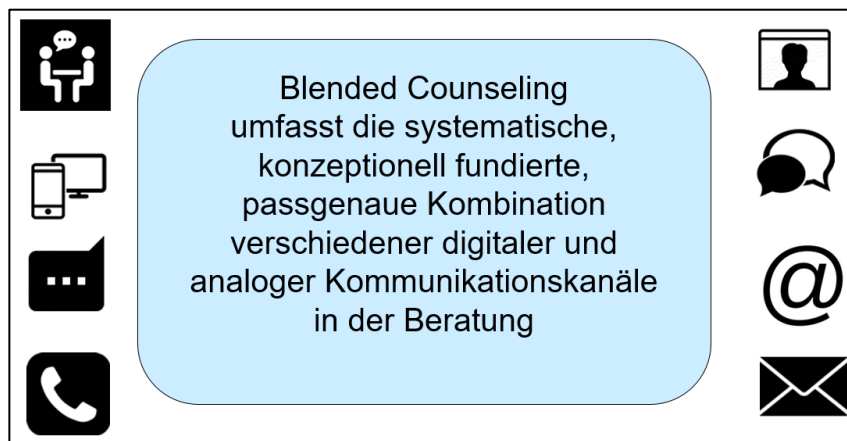 Blended Counseling
umfasst die systematische,
konzeptionell fundierte,
passgenaue Kombination
verschiedener digitaler und
analoger Kommunikationskanäle
in der Beratung
@